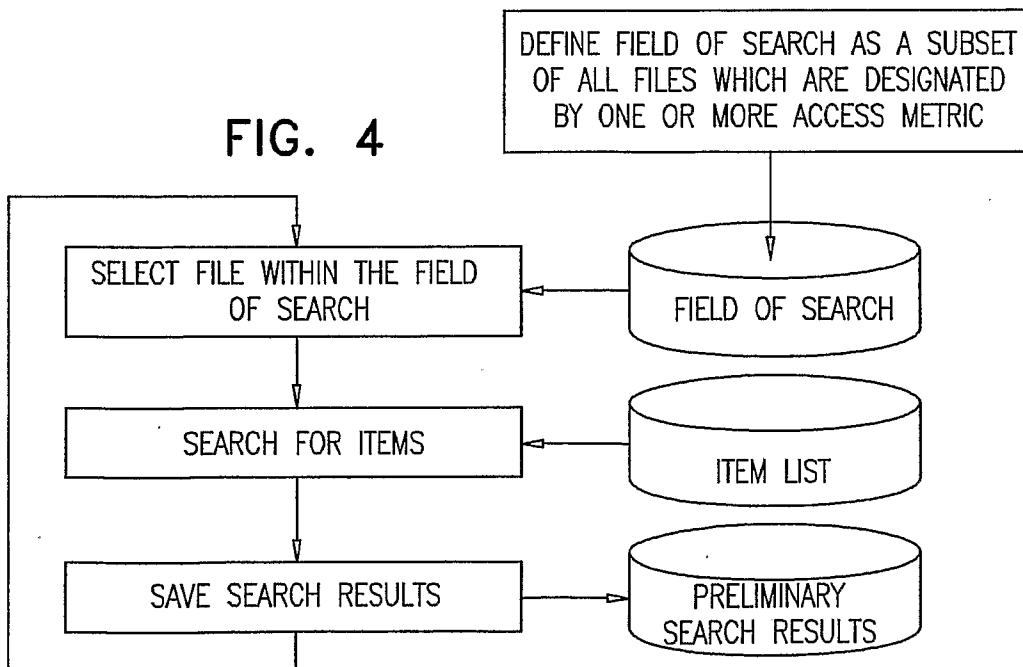 DEFINE FIELD OF SEARCH AS A SUBSET
OF ALL FILES WHICH ARE DESIGNATED
BY ONE OR MORE ACCESS METRIC
FIG. 4
SELECT FILE WITHIN THE FIELD
OF SEARCH
FIELD OF SEARCH
SEARCH FOR ITEMS
ITEM LIST
SAVE SEARCH RESULTS
PRELIMINARY
SEARCH RESULTS